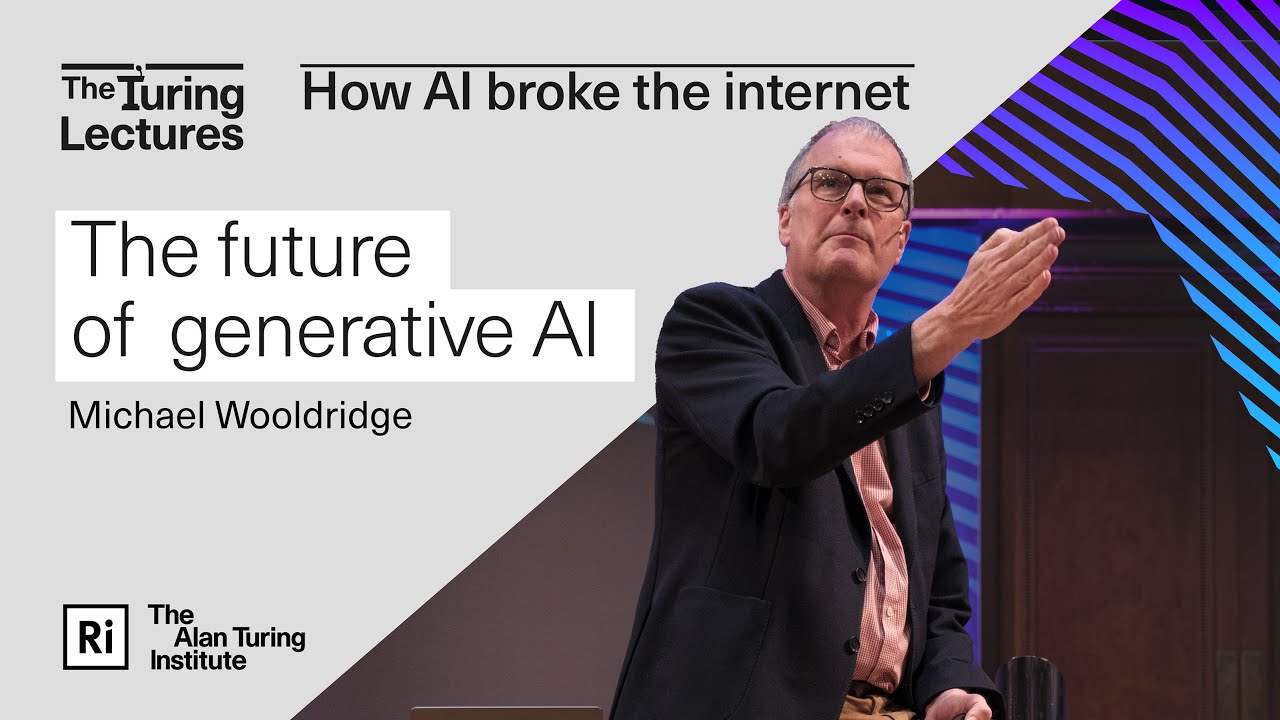 The Turing
Lectures
How AI broke the internet
The future
of generative AI
Michael Wooldridge
Ri
The
Alan Turing
Institute